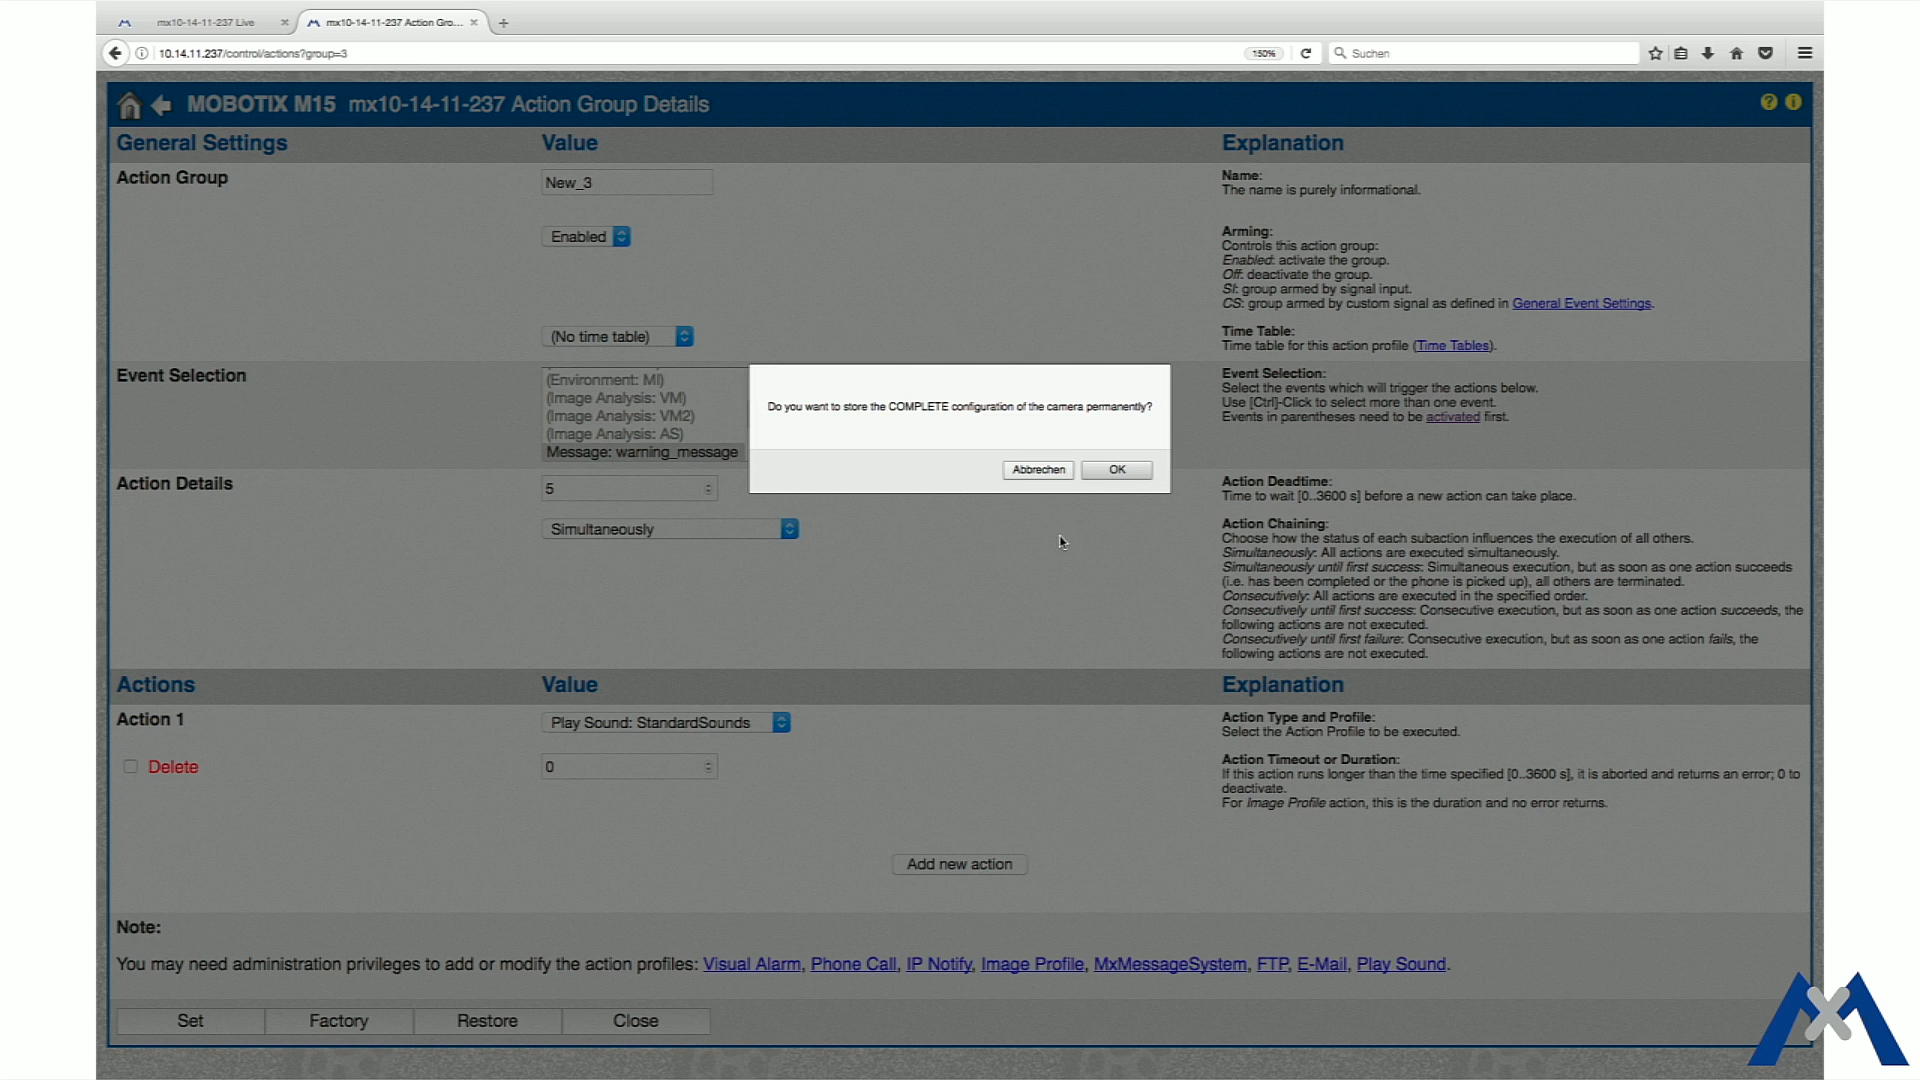 mx10-14-11-237 Live
mx10-14-11-237 Action Gro...
10.14.11.237/control/actions?group=3
150%
Suchen
MOBOTIX M15 mx10-14-11-237 Action Group Details
General Settings
Value
Explanation
Action Group
New_3
Name:
The name is purely informational.
Enabled
Arming:
Controls this action group:
Enabled: activate the group.
Off: deactivate the group.
SI: group armed by signal input.
CS: group armed by custom signal as defined in General Event Settings.
(No time table)
Time Table:
Time table for this action profile (Time Tables).
Event Selection
(Environment: MI)
(Image Analysis: VM)
(Image Analysis: VM2)
(Image Analysis: AS)
Message: warning_message
Event Selection:
Select the events which will trigger the actions below.
Use [Ctrl]-Click to select more than one event.
Events in parentheses need to be activated first.
Do you want to store the COMPLETE configuration of the camera permanently?
Abbrechen
OK
Action Details
5
Action Deadtime:
Time to wait [0..3600 s] before a new action can take place.
Simultaneously
Action Chaining:
Choose how the status of each subaction influences the execution of all others.
Simultaneously: All actions are executed simultaneously.
Simultaneously until first success: Simultaneous execution, but as soon as one action succeeds
(i.e. has been completed or the phone is picked up), all others are terminated.
Consecutively: All actions are executed in the specified order.
Consecutively until first success: Consecutive execution, but as soon as one action succeeds, the
following actions are not executed.
Consecutively until first failure: Consecutive execution, but as soon as one action fails, the
following actions are not executed.
Actions
Value
Explanation
Action 1
Play Sound: StandardSounds
Action Type and Profile:
Select the Action Profile to be executed.
Delete
0
Action Timeout or Duration:
If this action runs longer than the time specified [0..3600 s], it is aborted and returns an error; 0 to
deactivate.
For Image Profile action, this is the duration and no error returns.
Add new action
Note:
You may need administration privileges to add or modify the action profiles: Visual Alarm, Phone Call, IP Notify, Image Profile, MxMessageSystem, FTP, E-Mail, Play Sound.
Set
Factory
Restore
Close